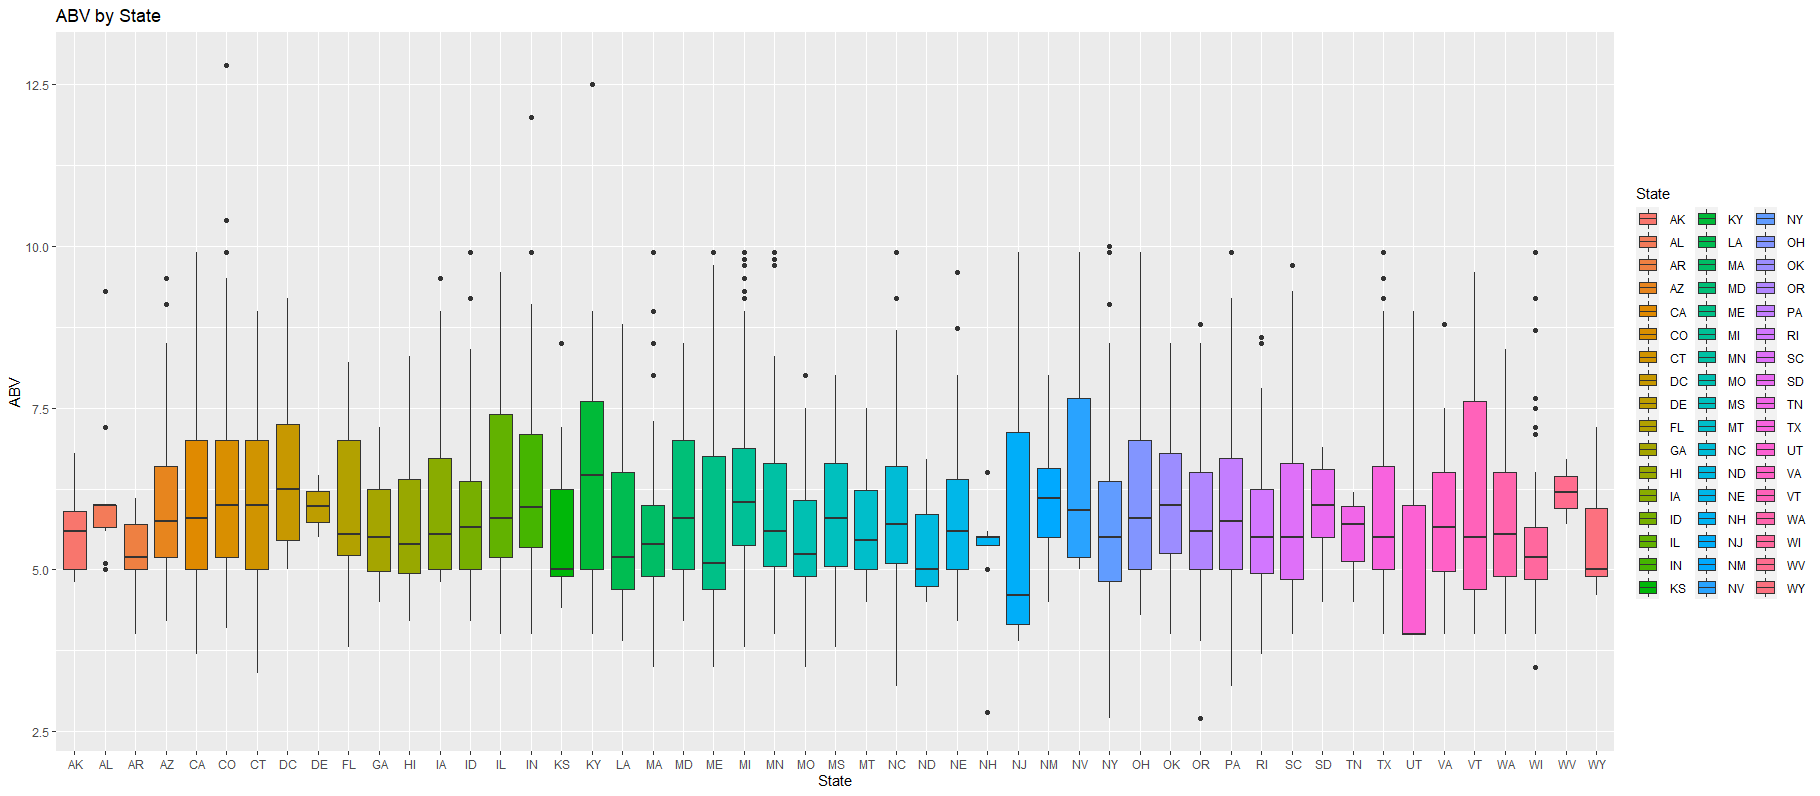 ABV by State
ABV
12.5
10.0
7.5
5.0
2.5
AK AL AR AZ CA CO CT DC DE FL GA HI IA ID IL IN KS KY LA MA MD ME MI MN MO MS MT NC ND NE NH NJ NM NV NY OH OK OR PA RI SC SD TN TX UT VA VT WA WI WV WY
State
State
AK KY NY
AL LA OH
AR MA OK
AZ MD OR
CA ME PA
CO MI RI
CT MN SC
DC MO SD
DE MS TN
FL MT TX
GA NC UT
HI ND VA
IA NE VT
ID NH WA
IL NJ WI
IN NM WV
KS NV WY